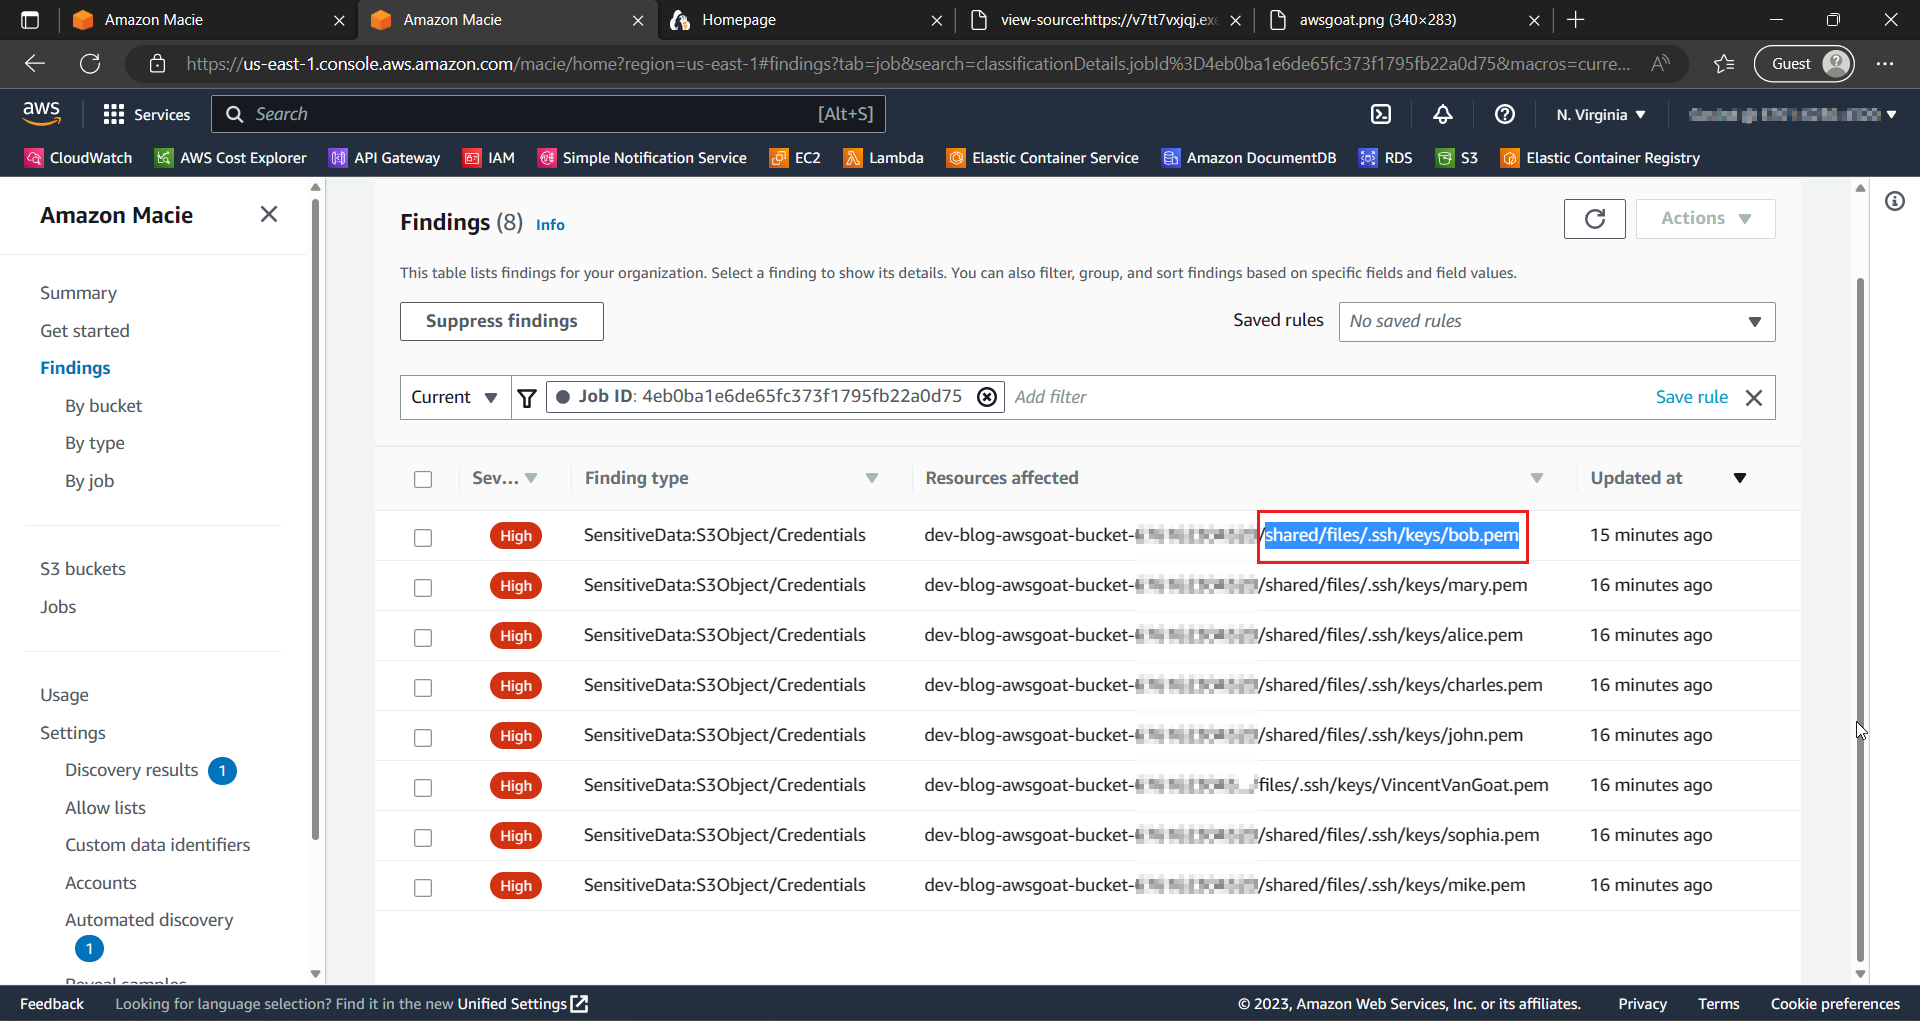 Amazon Macie
Amazon Macie
Homepage
view-source:https://v7tt7vxjqj.exe
awsgoat.png (340×283)
https://us-east-1.console.aws.amazon.com/macie/home?region=us-east-1#findings?tab=job&search=classificationDetails.jobId%3D4eb0ba1e6de65fc373f1795fb22a0d75&macros=curre...
Guest
aws
Services
Search
[Alt+S]
N. Virginia
CloudWatch
AWS Cost Explorer
API Gateway
IAM
Simple Notification Service
EC2
Lambda
Elastic Container Service
Amazon DocumentDB
RDS
S3
Elastic Container Registry
Amazon Macie
Summary
Get started
Findings
By bucket
By type
By job
S3 buckets
Jobs
Usage
Settings
Discovery results 1
Allow lists
Custom data identifiers
Accounts
Automated discovery
1
Reveal samples
Findings (8) Info
Actions
This table lists findings for your organization. Select a finding to show its details. You can also filter, group, and sort findings based on specific fields and field values.
Suppress findings
Saved rules
No saved rules
Current
Job ID: 4eb0ba1e6de65fc373f1795fb22a0d75
Add filter
Save rule
Sev... Finding type Resources affected Updated at
High SensitiveData:S3Object/Credentials dev-blog-awsgoat-bucket- /shared/files/.ssh/keys/bob.pem 15 minutes ago
High SensitiveData:S3Object/Credentials dev-blog-awsgoat-bucket- /shared/files/.ssh/keys/mary.pem 16 minutes ago
High SensitiveData:S3Object/Credentials dev-blog-awsgoat-bucket- /shared/files/.ssh/keys/alice.pem 16 minutes ago
High SensitiveData:S3Object/Credentials dev-blog-awsgoat-bucket- /shared/files/.ssh/keys/charles.pem 16 minutes ago
High SensitiveData:S3Object/Credentials dev-blog-awsgoat-bucket- /shared/files/.ssh/keys/john.pem 16 minutes ago
High SensitiveData:S3Object/Credentials dev-blog-awsgoat-bucket- /files/.ssh/keys/VincentVanGoat.pem 16 minutes ago
High SensitiveData:S3Object/Credentials dev-blog-awsgoat-bucket- /shared/files/.ssh/keys/sophia.pem 16 minutes ago
High SensitiveData:S3Object/Credentials dev-blog-awsgoat-bucket- /shared/files/.ssh/keys/mike.pem 16 minutes ago
Feedback
Looking for language selection? Find it in the new Unified Settings
© 2023, Amazon Web Services, Inc. or its affiliates.
Privacy
Terms
Cookie preferences